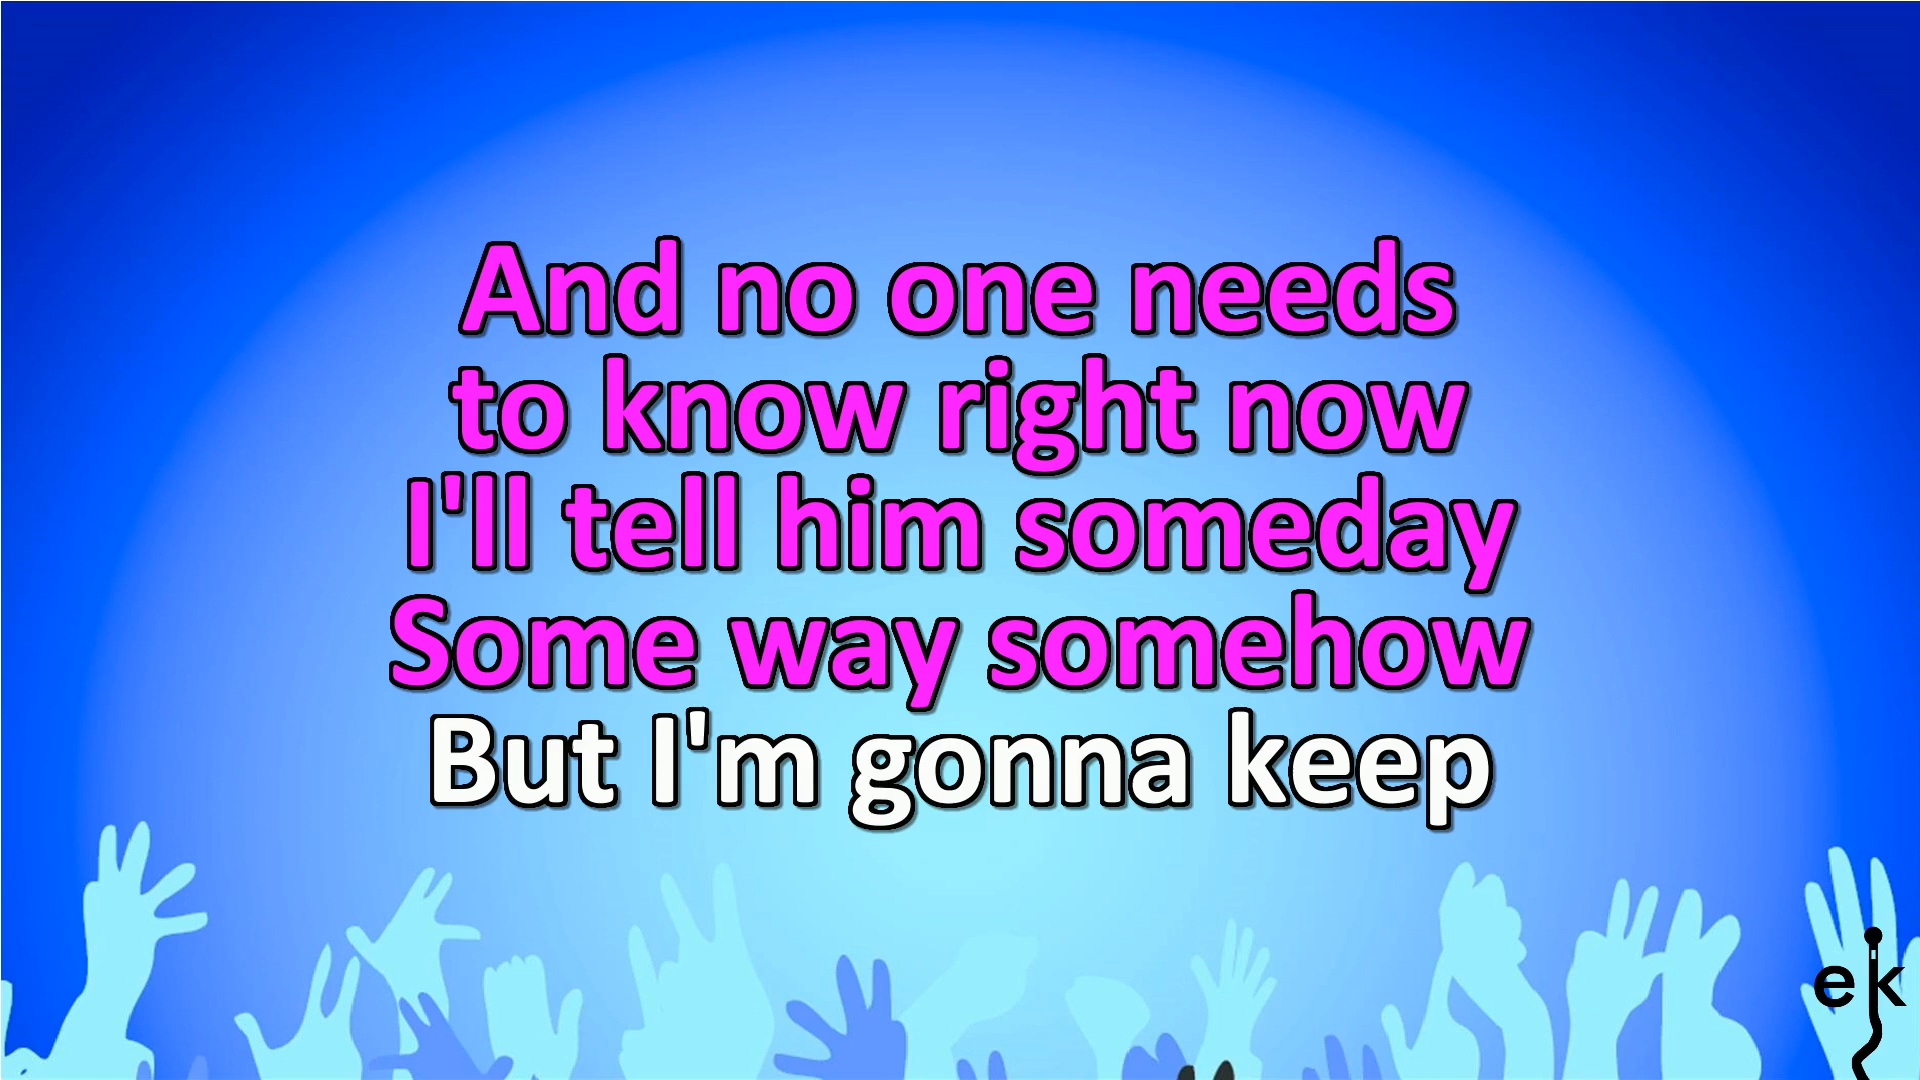 And no one needs
to know right now
I'll tell him someday
Some way somehow
But I'm gonna keep
ek